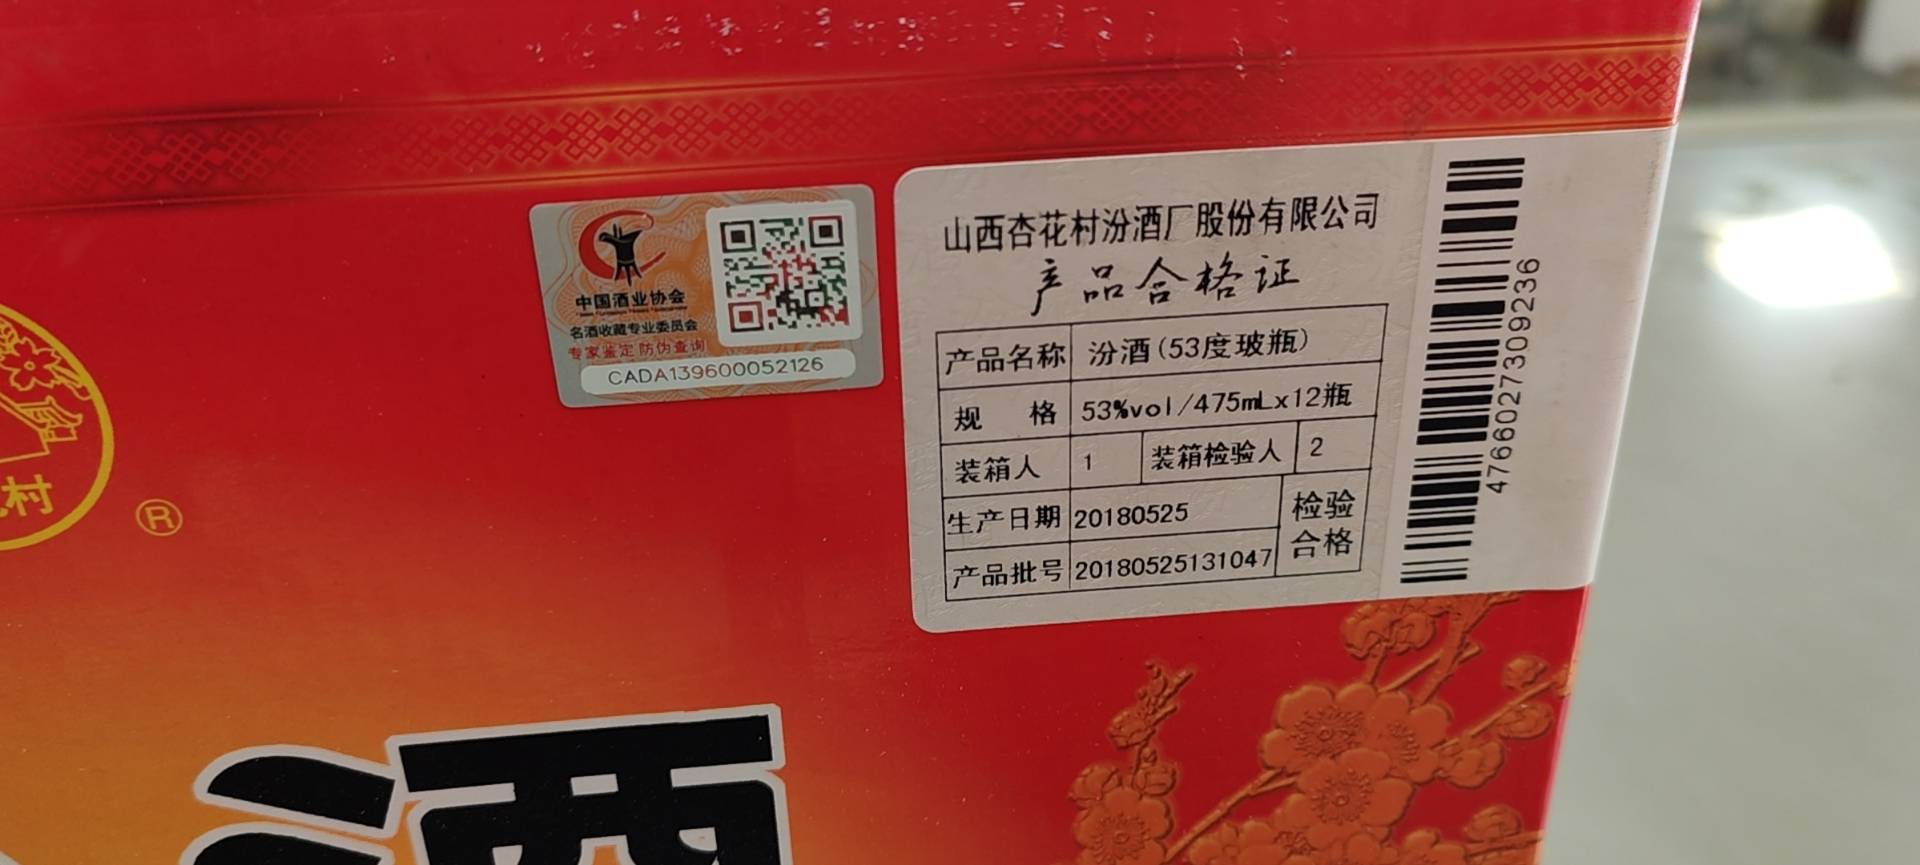 中国酒业协会
名酒收藏专业委员会
专家鉴定 防伪查询
CADA139600052126
山西杏花村汾酒厂股份有限公司
产品合格证
产品名称 汾酒(53度玻瓶)
规 格 53%vol/475mLx12瓶
装箱人 1 装箱检验人 2
生产日期 20180525 检验
产品批号 20180525131047 合格
4766027309236
村
®
酒